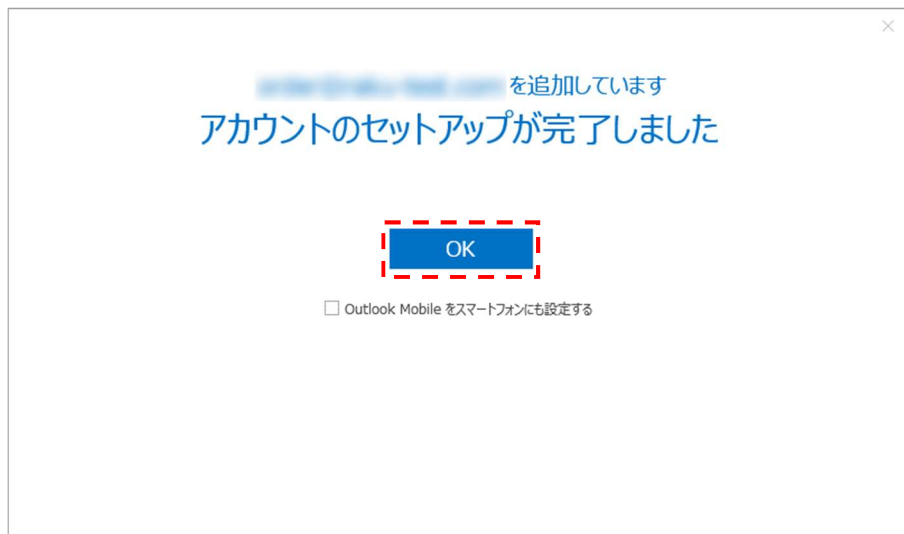 を追加しています
アカウントのセットアップが完了しました
OK
Outlook Mobile をスマートフォンにも設定する